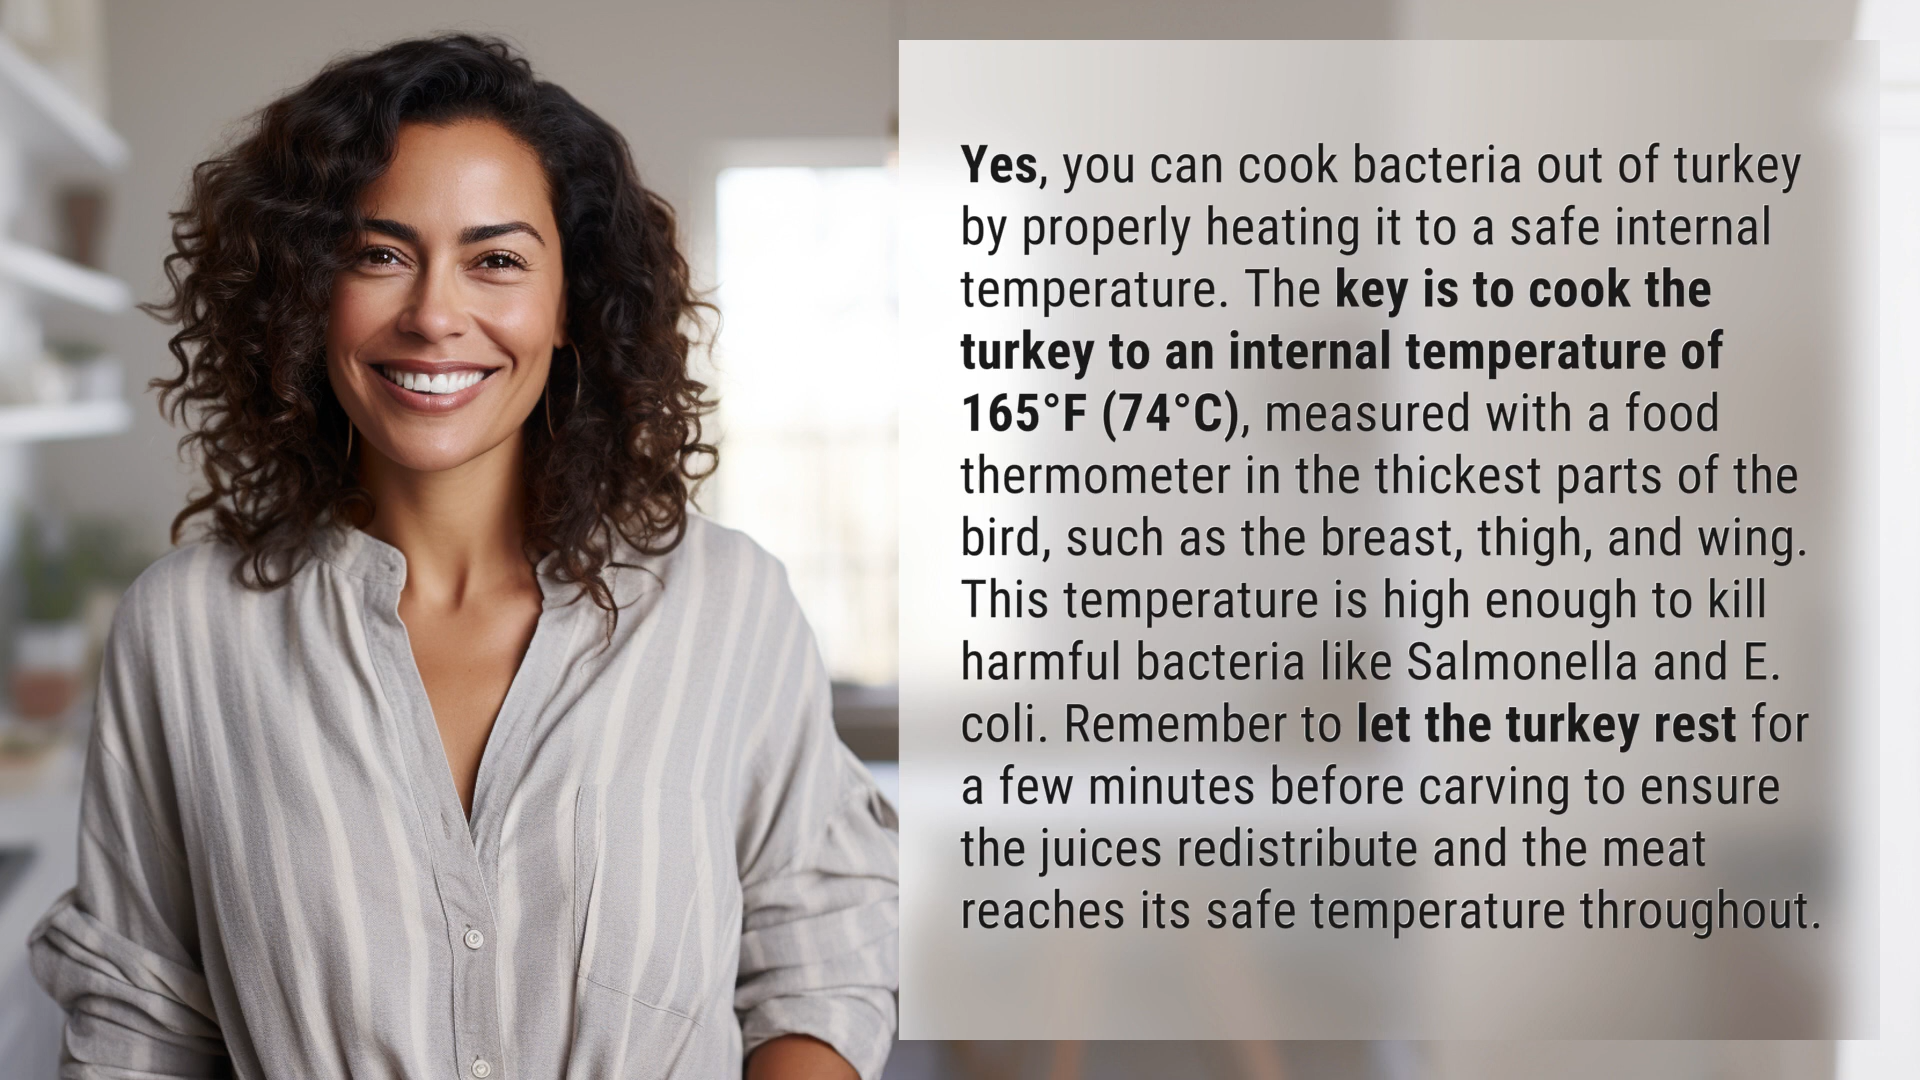 Yes, you can cook bacteria out of turkey
by properly heating it to a safe internal
temperature. The key is to cook the
turkey to an internal temperature of
165°F (74°C), measured with a food
thermometer in the thickest parts of the
bird, such as the breast, thigh, and wing.
This temperature is high enough to kill
harmful bacteria like Salmonella and E.
coli. Remember to let the turkey rest for
a few minutes before carving to ensure
the juices redistribute and the meat
reaches its safe temperature throughout.